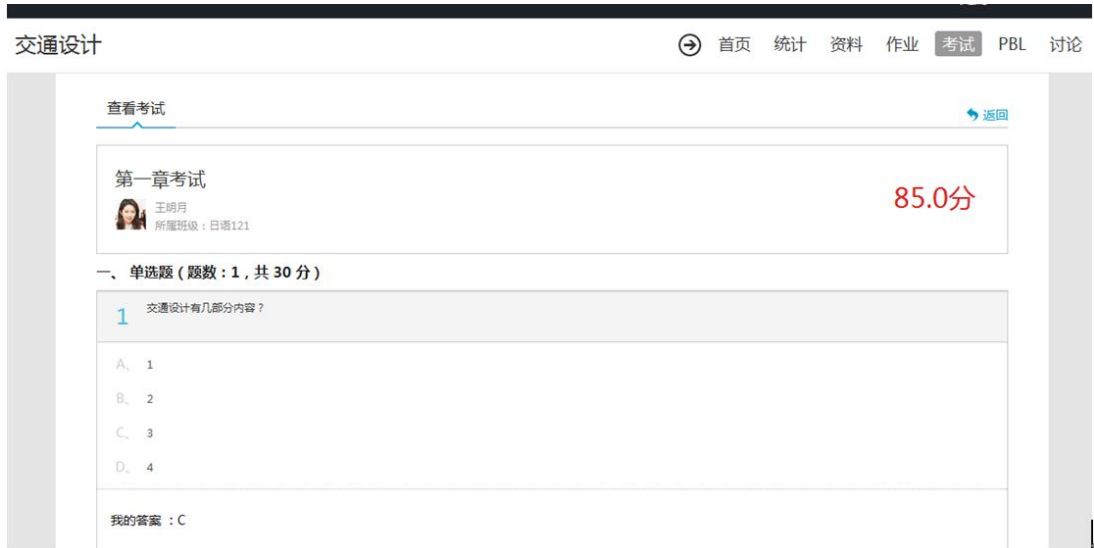 交通设计 首页 统计 资料 作业 考试 PBL 讨论
查看考试 返回
第一章考试
85.0分
王明月
所属班级：日语121
一、 单选题 ( 题数：1，共 30 分 )
1 交通设计有几部分内容？
A、 1
B、 2
C、 3
D、 4
我的答案 ：C